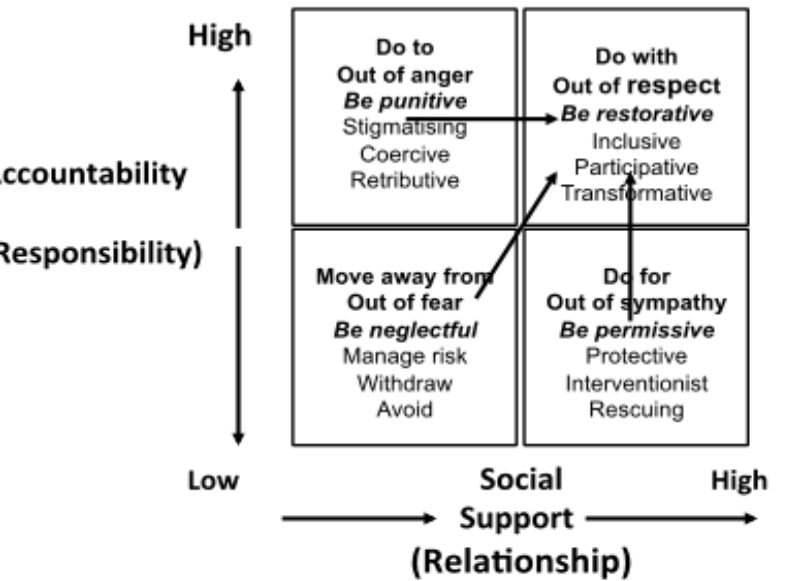 High
Do to
Out of anger
Be punitive
Stigmatising
Coercive
Retributive
Do with
Out of respect
Be restorative
Inclusive
Participative
Transformative
ccountability
Responsibility)
Move away from
Out of fear
Be neglectful
Manage risk
Withdraw
Avoid
Do for
Out of sympathy
Be permissive
Protective
Interventionist
Rescuing
Low
Social
High
Support
(Relationship)